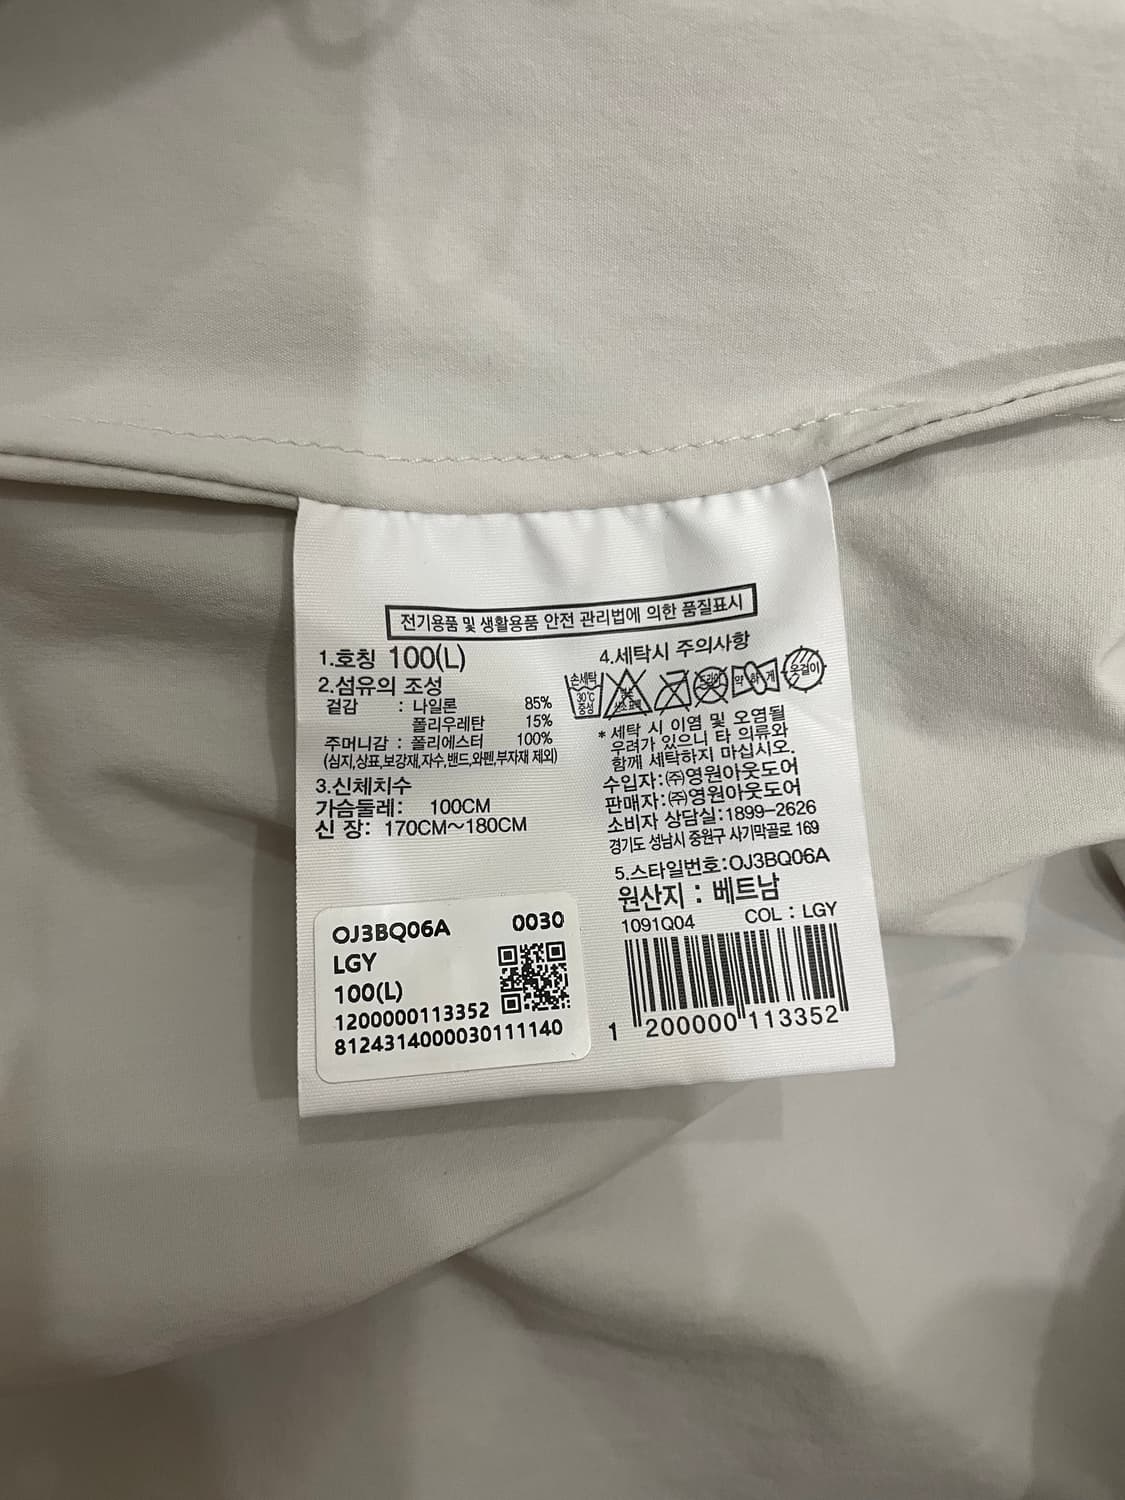 전기용품 및 생활용품 안전 관리법에 의한 품질표시
1.호칭 100(L)
2.섬유의 조성
겉감 : 나일론 85%
폴리우레탄 15%
주머니감 : 폴리에스터 100%
(심지,상표,보강재,자수,밴드,와펜,부자재 제외)
3.신체치수
가슴둘레: 100CM
신 장: 170CM~180CM
4.세탁시 주의사항
손세탁
30℃
중성
염소표백
드라이
약 하 게
옷걸이
* 세탁 시 이염 및 오염될
우려가 있으니 타 의류와
함께 세탁하지 마십시오.
수입자:㈜영원아웃도어
판매자:㈜영원아웃도어
소비자 상담실:1899-2626
경기도 성남시 중원구 사기막골로 169
5.스타일번호:OJ3BQ06A
원산지 : 베트남
1091Q04 COL : LGY
1 200000 113352
OJ3BQ06A 0030
LGY
100(L)
1200000113352
8124314000030111140